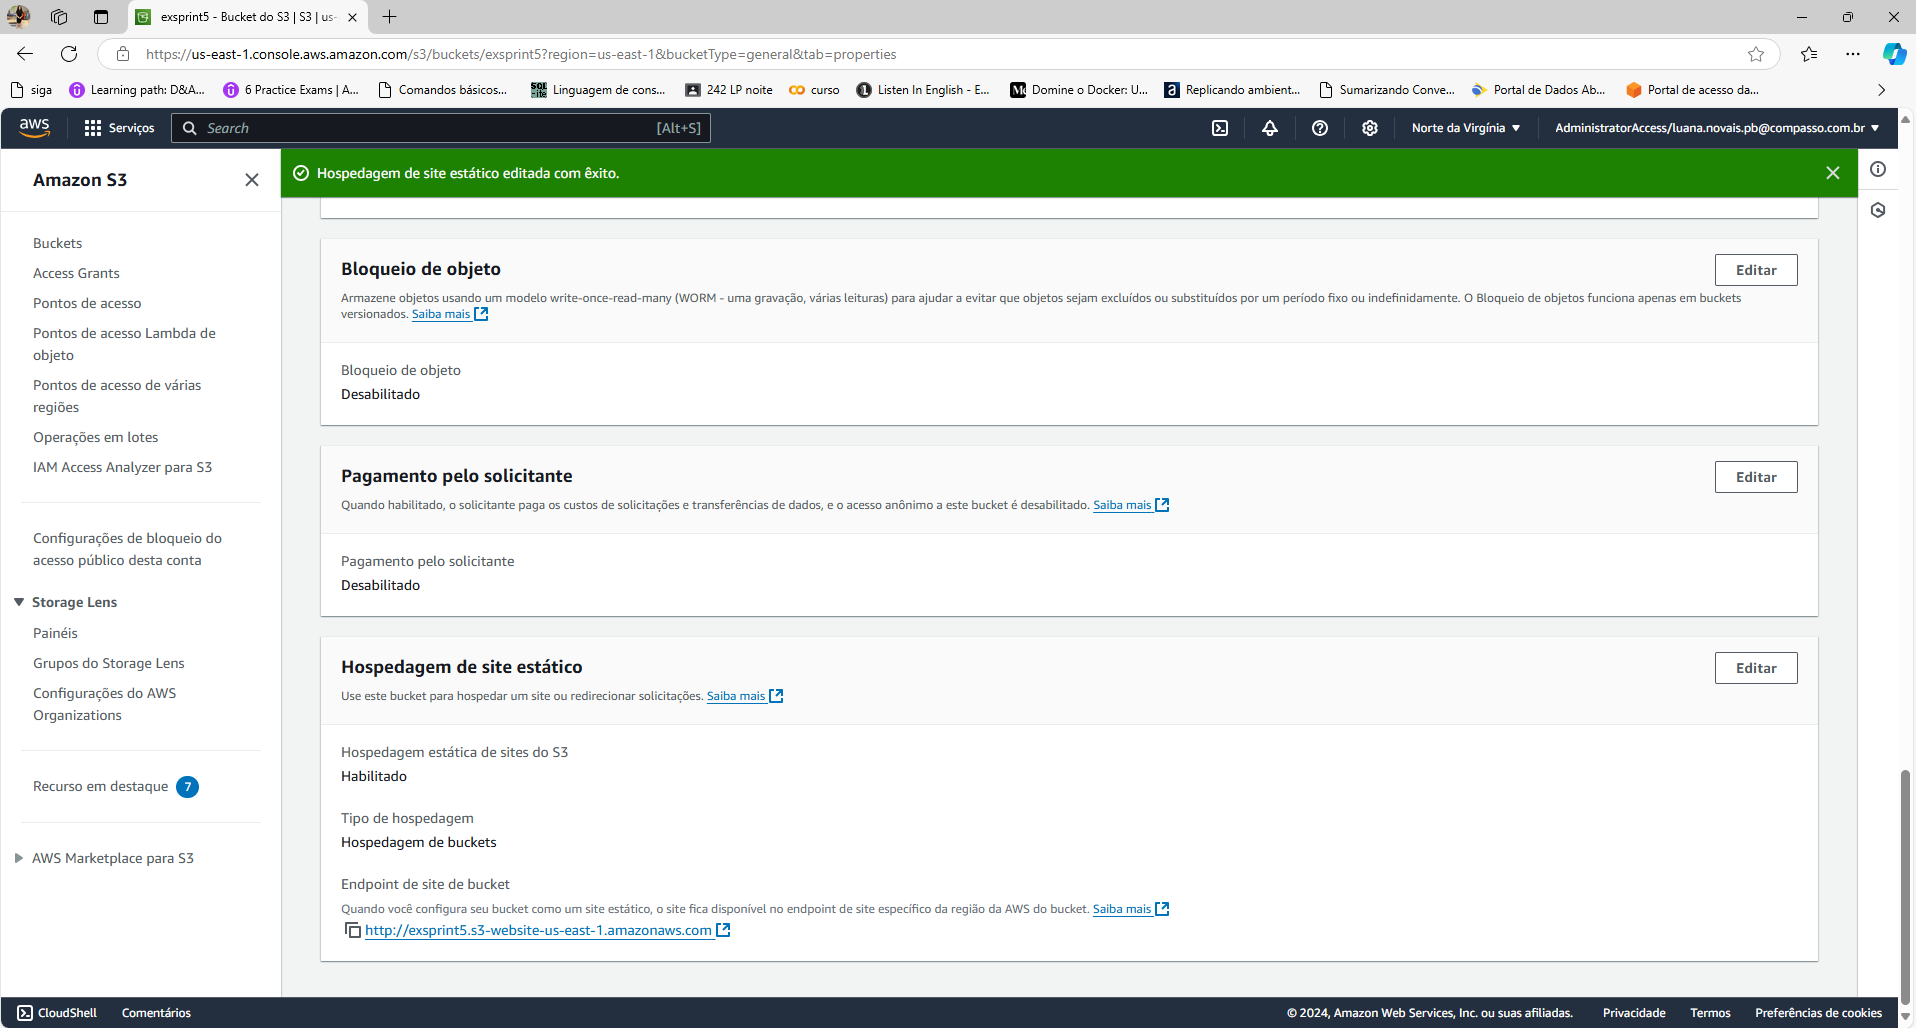 exsprint5 - Bucket do S3 | S3 | us-
https://us-east-1.console.aws.amazon.com/s3/buckets/exsprint5?region=us-east-1&bucketType=general&tab=properties
siga
Learning path: D&A...
6 Practice Exams | A...
Comandos básicos...
Linguagem de cons...
242 LP noite
curso
Listen In English - E...
Domine o Docker: U...
Replicando ambient...
Sumarizando Conve...
Portal de Dados Ab...
Portal de acesso da...
aws
Serviços
Search
[Alt+S]
Norte da Virgínia
AdministratorAccess/luana.novais.pb@compasso.com.br
Amazon S3
Buckets
Access Grants
Pontos de acesso
Pontos de acesso Lambda de
objeto
Pontos de acesso de várias
regiões
Operações em lotes
IAM Access Analyzer para S3
Configurações de bloqueio do
acesso público desta conta
Storage Lens
Painéis
Grupos do Storage Lens
Configurações do AWS
Organizations
Recurso em destaque 7
AWS Marketplace para S3
Hospedagem de site estático editada com êxito.
Bloqueio de objeto
Editar
Armazene objetos usando um modelo write-once-read-many (WORM - uma gravação, várias leituras) para ajudar a evitar que objetos sejam excluídos ou substituídos por um período fixo ou indefinidamente. O Bloqueio de objetos funciona apenas em buckets
versionados. Saiba mais
Bloqueio de objeto
Desabilitado
Pagamento pelo solicitante
Editar
Quando habilitado, o solicitante paga os custos de solicitações e transferências de dados, e o acesso anônimo a este bucket é desabilitado. Saiba mais
Pagamento pelo solicitante
Desabilitado
Hospedagem de site estático
Editar
Use este bucket para hospedar um site ou redirecionar solicitações. Saiba mais
Hospedagem estática de sites do S3
Habilitado
Tipo de hospedagem
Hospedagem de buckets
Endpoint de site de bucket
Quando você configura seu bucket como um site estático, o site fica disponível no endpoint de site específico da região da AWS do bucket. Saiba mais
http://exsprint5.s3-website-us-east-1.amazonaws.com
CloudShell
Comentários
© 2024, Amazon Web Services, Inc. ou suas afiliadas.
Privacidade
Termos
Preferências de cookies